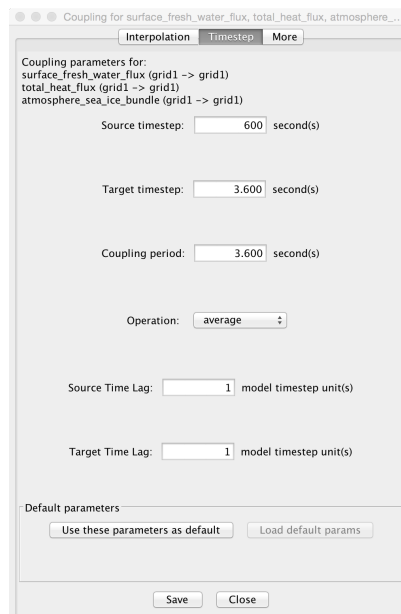 Coupling for surface_fresh_water_flux, total_heat_flux, atmosphere_...
Interpolation Timestep More
Coupling parameters for:
surface_fresh_water_flux (grid1 -> grid1)
total_heat_flux (grid1 -> grid1)
atmosphere_sea_ice_bundle (grid1 -> grid1)
Source timestep: 600 second(s)
Target timestep: 3.600 second(s)
Coupling period: 3.600 second(s)
Operation: average
Source Time Lag: 1 model timestep unit(s)
Target Time Lag: 1 model timestep unit(s)
Default parameters
Use these parameters as default Load default params
Save Close